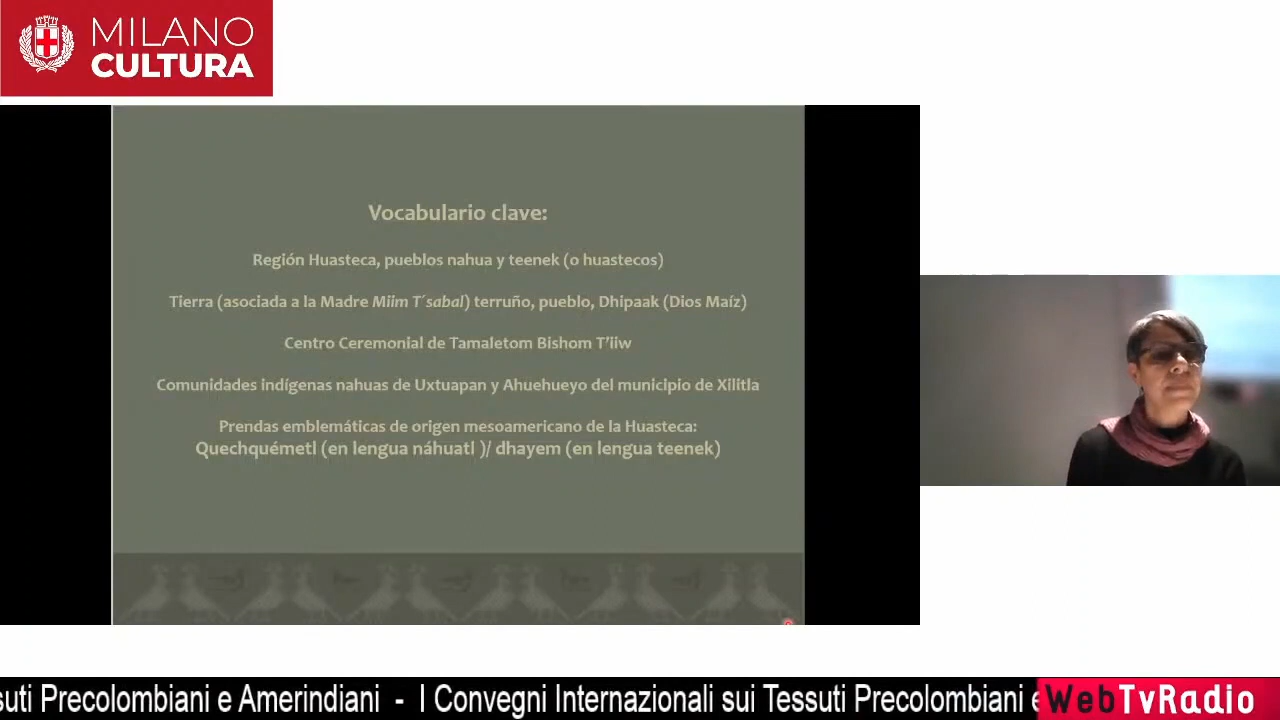 MILANO
CULTURA
Vocabulario clave:
Región Huasteca, pueblos nahua y teenek (o huastecos)
Tierra (asociada a la Madre Miim T´sabal) terruño, pueblo, Dhipaak (Dios Maíz)
Centro Ceremonial de Tamaletom Bishom T’iiw
Comunidades indígenas nahuas de Uxtuapan y Ahuehueyo del municipio de Xilitla
Prendas emblemáticas de origen mesoamericano de la Huasteca:
Quechquémetl (en lengua náhuatl )/ dhayem (en lengua teenek)
suti Precolombiani e Amerindiani - I Convegni Internazionali sui Tessuti Precolombiani e
WebTvRadio